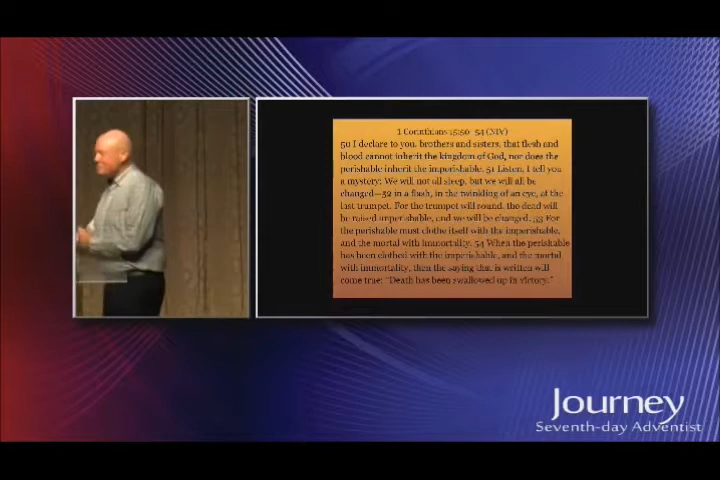 1 Corinthians 15:50-54 (NIV)
50 I declare to you, brothers and sisters, that flesh and
blood cannot inherit the kingdom of God, nor does the
perishable inherit the imperishable. 51 Listen, I tell you
a mystery: We will not all sleep, but we will all be
changed—52 in a flash, in the twinkling of an eye, at the
last trumpet. For the trumpet will sound, the dead will
be raised imperishable, and we will be changed. 53 For
the perishable must clothe itself with the imperishable,
and the mortal with immortality. 54 When the perishable
has been clothed with the imperishable, and the mortal
with immortality, then the saying that is written will
come true: "Death has been swallowed up in victory."
Journey
Seventh-day Adventist